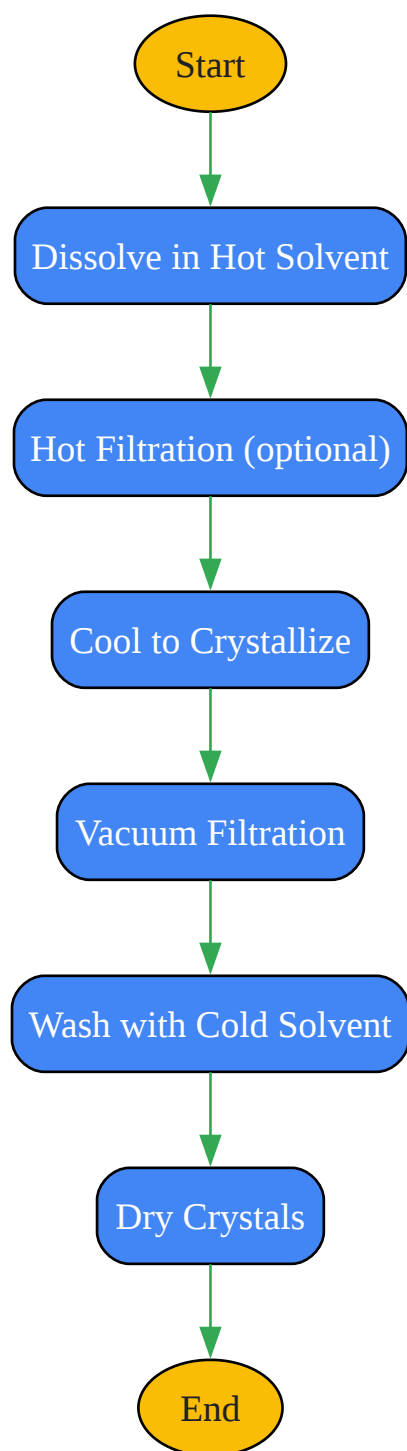 Start
Dissolve in Hot Solvent
Hot Filtration (optional)
Cool to Crystallize
Vacuum Filtration
Wash with Cold Solvent
Dry Crystals
End